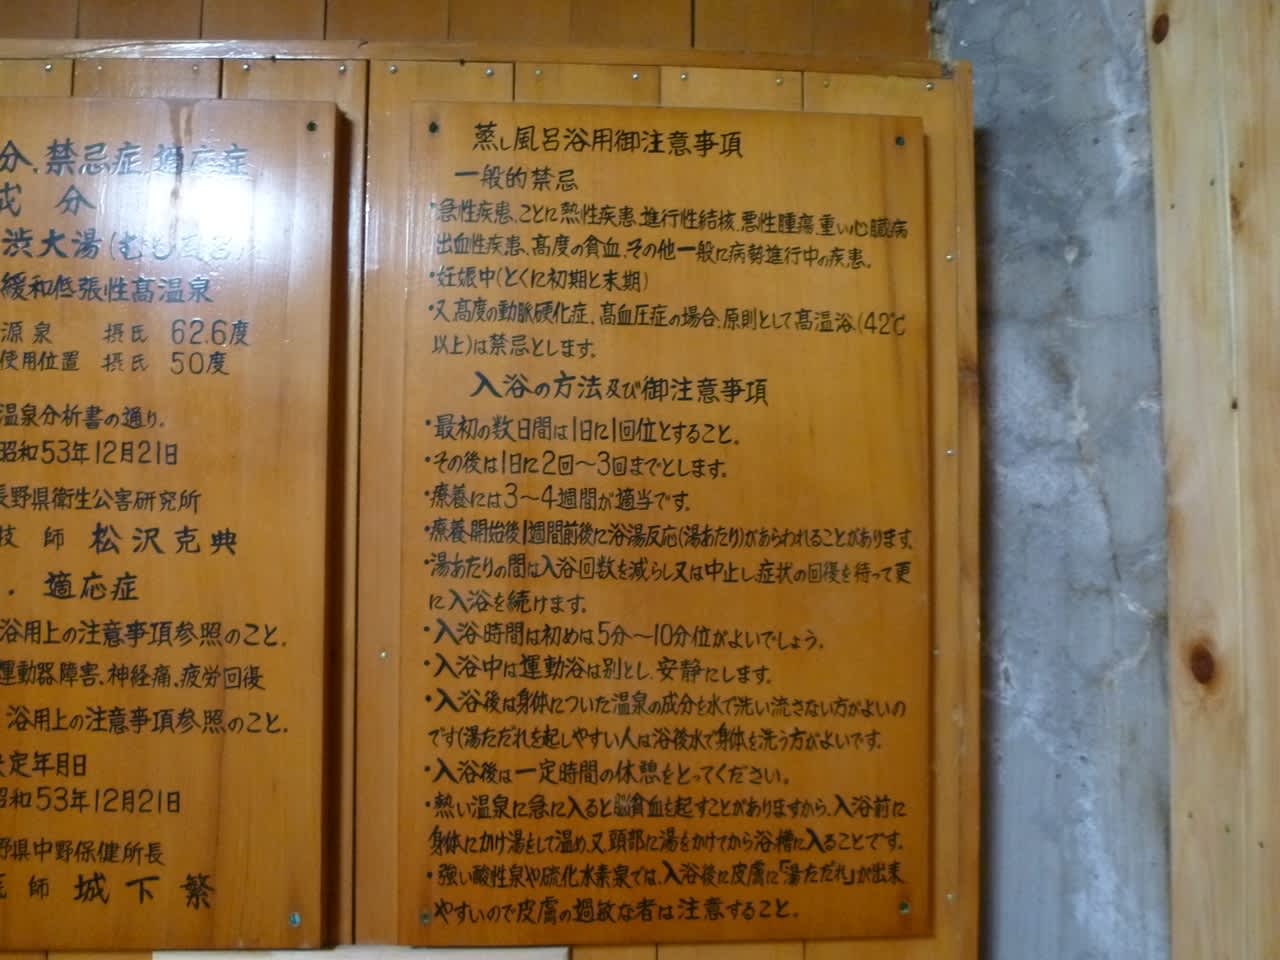 分、禁忌症、適応症
成 分
渋大湯(むし風呂)
緩和低張性高温泉
源泉 摂氏 62.6度
使用位置 摂氏 50度
温泉分析書の通り。
昭和53年12月21日
長野県衛生公害研究所
技 師 松沢克典
. 適応症
浴用上の注意事項参照のこと.
運動器障害、神経痛、疲労回復
浴用上の注意事項参照のこと.
決定年月日
昭和53年12月21日
野県中野保健所長
医 師 城下繁
蒸し風呂浴用御注意事項
一般的禁忌
・急性疾患、ことに熱性疾患、進行性結核、悪性腫瘍、重い心臓病
出血性疾患、高度の貧血、その他一般に病勢進行中の疾患。
・妊娠中(とくに初期と末期)
・又、高度の動脈硬化症、高血圧症の場合、原則として高温浴(42℃
以上)は禁忌とします。
入浴の方法及び御注意事項
・最初の数日間は1日に1回位とすること。
・その後は1日に2回〜3回までとします。
・療養には3〜4週間が適当です。
・療養開始後1週間前後に浴湯反応(湯あたり)があらわれることがあります。
・湯あたりの間は入浴回数を減らし又は中止し、症状の回復を待って更
に入浴を続けます。
・入浴時間は初めは5分〜10分位がよいでしょう。
・入浴中は運動浴は別とし、安静にします。
・入浴後は身体についた温泉の成分を水で洗い流さない方がよいの
です(湯ただれを起しやすい人は浴後水で身体を洗う方がよいです。
・入浴後は一定時間の休憩をとってください。
・熱い温泉に急に入ると脳貧血を起すことがありますから、入浴前に
身体にかけ湯をして温め、又、頭部に湯をかけてから浴槽に入ることです。
・強い酸性泉や硫化水素泉では、入浴後に皮膚に「湯ただれ」が出来
やすいので皮膚の過敏な者は注意すること。